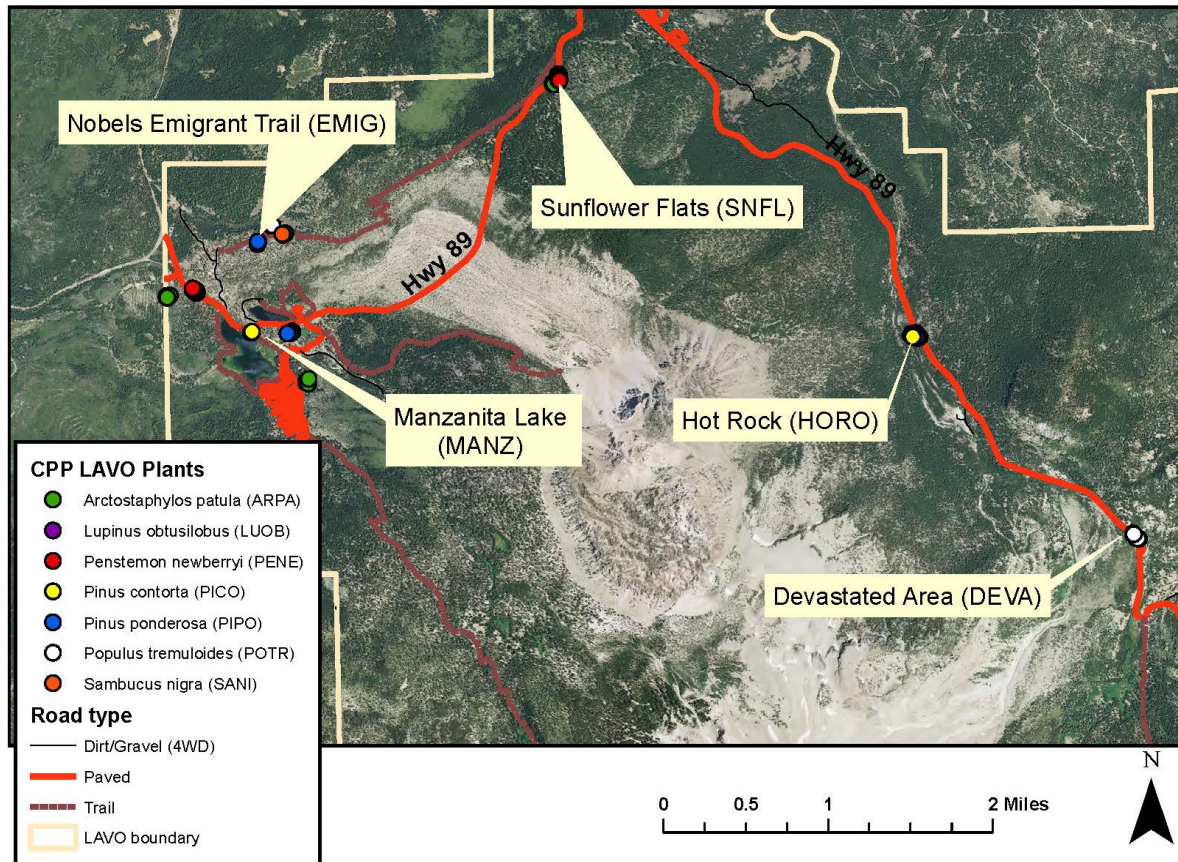 Nobels Emigrant Trail (EMIG)
Sunflower Flats (SNFL)
Hwy 89
Hwy 89
Manzanita Lake
(MANZ)
Hot Rock (HORO)
Devastated Area (DEVA)
CPP LAVO Plants
Arctostaphylos patula (ARPA)
Lupinus obtusilobus (LUOB)
Penstemon newberryi (PENE)
Pinus contorta (PICO)
Pinus ponderosa (PIPO)
Populus tremuloides (POTR)
Sambucus nigra (SANI)
Road type
Dirt/Gravel (4WD)
Paved
Trail
LAVO boundary
0 0.5 1 2 Miles
N